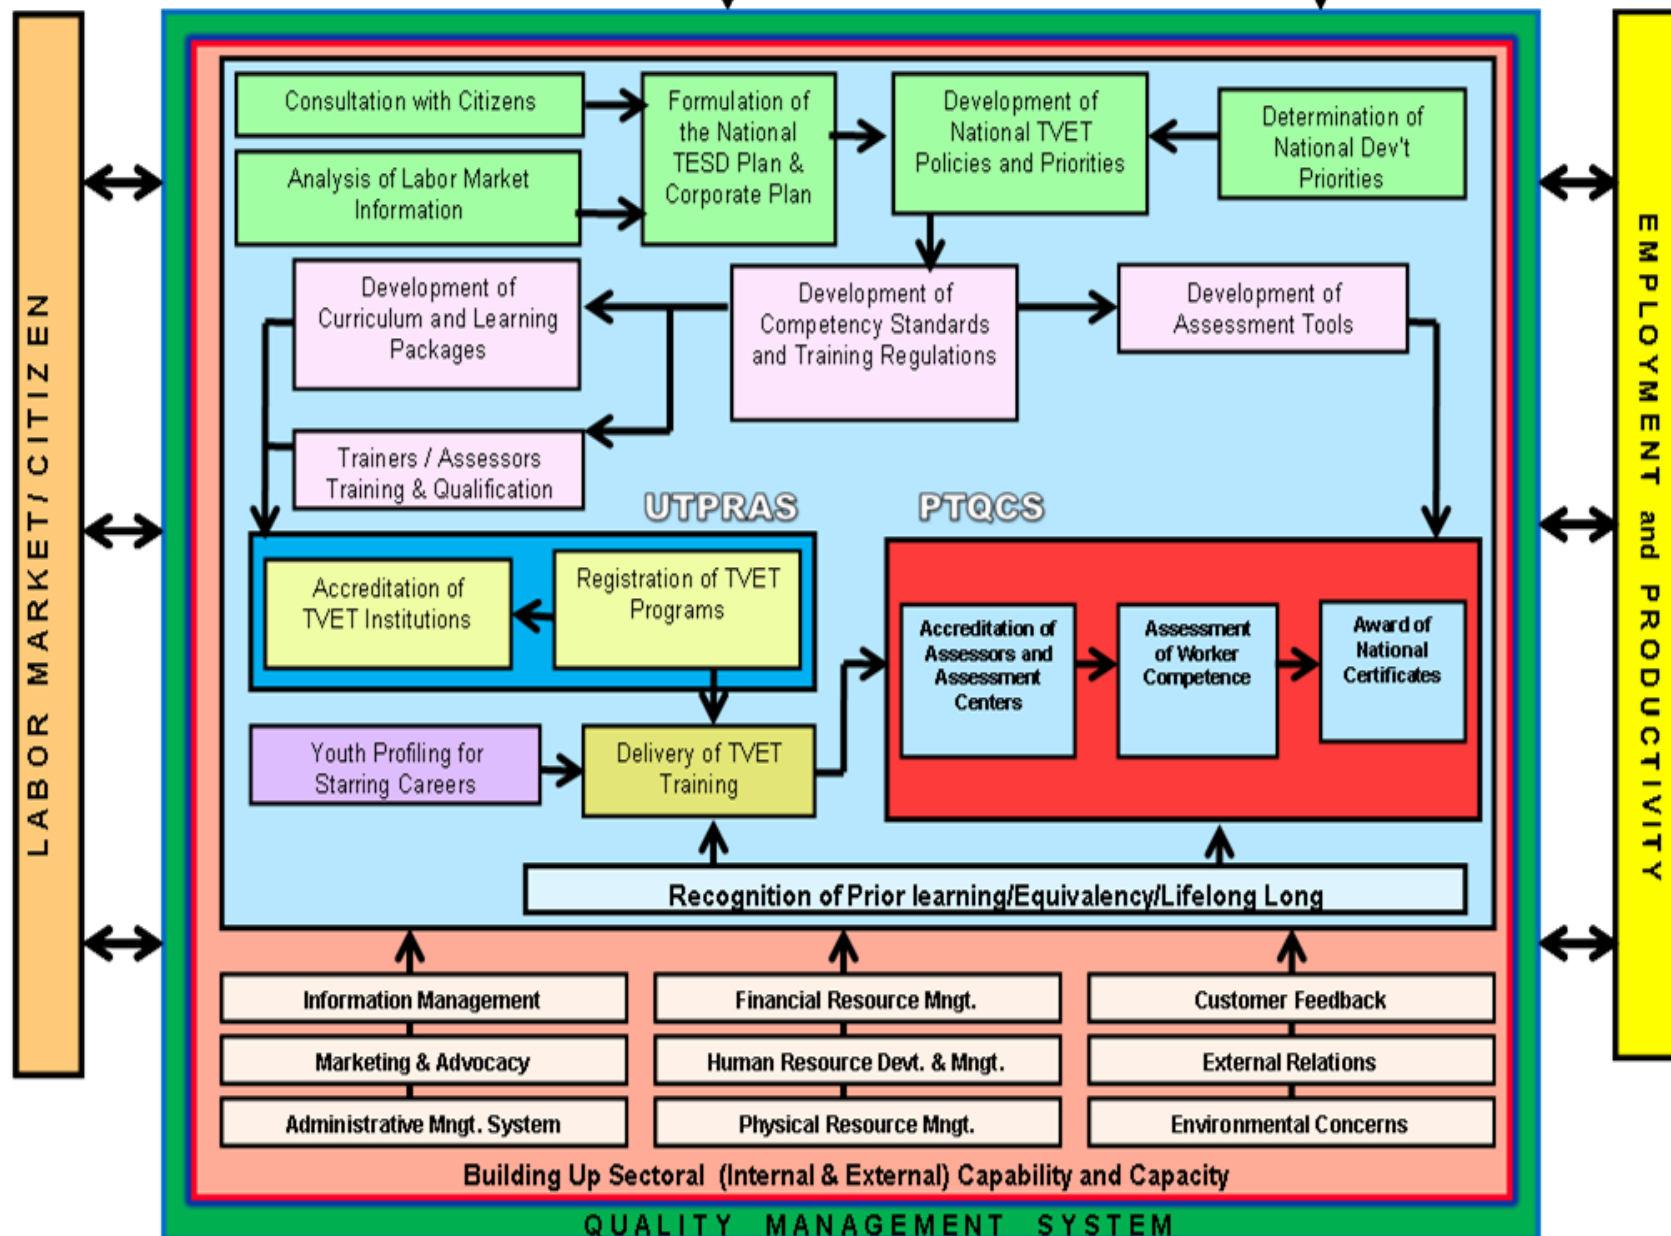 LABOR MARKET/ CITIZEN
Consultation with Citizens
Analysis of Labor Market
Information
Formulation of
the National
TESD Plan &
Corporate Plan
Development of
National TVET
Policies and Priorities
Determination of
National Dev't
Priorities
Development of
Curriculum and Learning
Packages
Development of
Competency Standards
and Training Regulations
Development of
Assessment Tools
Trainers / Assessors
Training & Qualification
UTPRAS
PTQCS
Accreditation of
TVET Institutions
Registration of TVET
Programs
Accreditation of
Assessors and
Assessment
Centers
Assessment
of Worker
Competence
Award of
National
Certificates
Youth Profiling for
Starring Careers
Delivery of TVET
Training
Recognition of Prior learning/Equivalency/Lifelong Long
Information Management
Financial Resource Mngt.
Customer Feedback
Marketing & Advocacy
Human Resource Devt. & Mngt.
External Relations
Administrative Mngt. System
Physical Resource Mngt.
Environmental Concerns
Building Up Sectoral (Internal & External) Capability and Capacity
QUALITY MANAGEMENT SYSTEM
EMPLOYMENT and PRODUCTIVITY